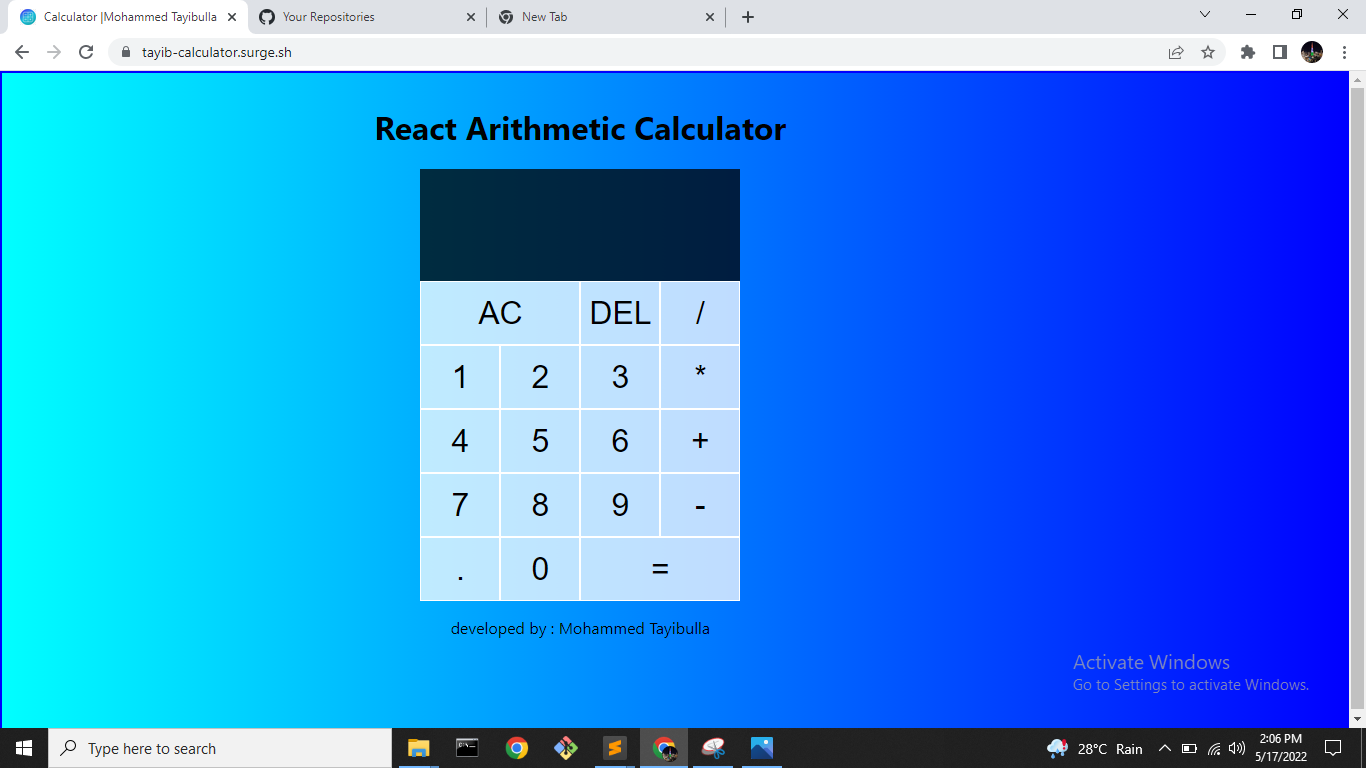 Calculator |Mohammed Tayibulla
Your Repositories
New Tab
tayib-calculator.surge.sh
React Arithmetic Calculator
AC DEL /
1 2 3 *
4 5 6 +
7 8 9 -
. 0 =
developed by : Mohammed Tayibulla
Activate Windows
Go to Settings to activate Windows.
Type here to search
28°C Rain
2:06 PM
5/17/2022